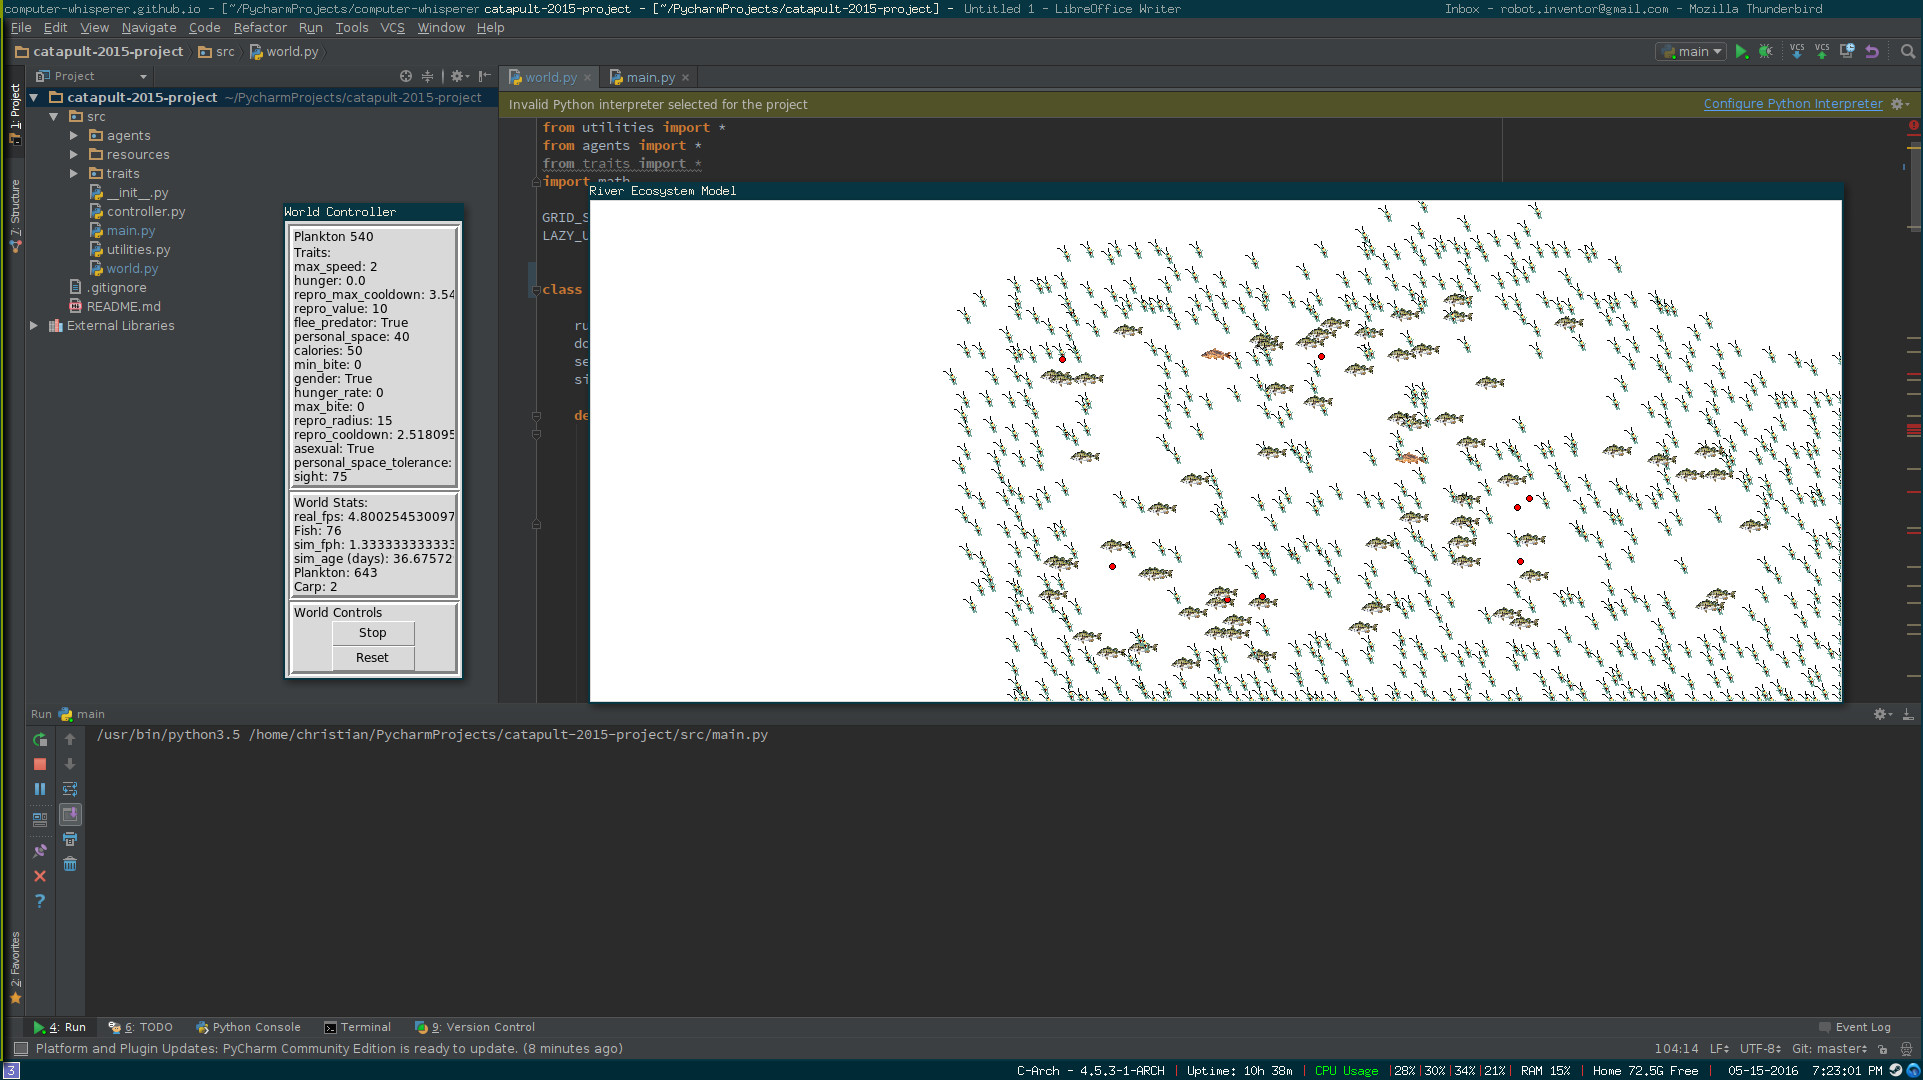 computer-whisperer.github.io - [~/PycharmProjects/computer-whisperer catapult-2015-project - [~/PycharmProjects/catapult-2015-project] - Untitled 1 - LibreOffice Writer Inbox - robot.inventor@gmail.com - Mozilla Thunderbird
File Edit View Navigate Code Refactor Run Tools VCS Window Help
catapult-2015-project src world.py main VCS VCS
Project world.py main.py
1: Project
7: Structure
2: Favorites
catapult-2015-project ~/PycharmProjects/catapult-2015-project
src
agents
resources
traits
__init__.py
controller.py
main.py
utilities.py
world.py
.gitignore
README.md
External Libraries
Invalid Python interpreter selected for the project Configure Python Interpreter
from utilities import *
from agents import *
from traits import *
import math
GRID_S
LAZY_U
class
ru
do
se
si
de
River Ecosystem Model
World Controller
Plankton 540
Traits:
max_speed: 2
hunger: 0.0
repro_max_cooldown: 3.54
repro_value: 10
flee_predator: True
personal_space: 40
calories: 50
min_bite: 0
gender: True
hunger_rate: 0
max_bite: 0
repro_radius: 15
repro_cooldown: 2.518095
asexual: True
personal_space_tolerance:
sight: 75
World Stats:
real_fps: 4.800254530097
Fish: 76
sim_fph: 1.3333333333333
sim_age (days): 36.67572
Plankton: 643
Carp: 2
World Controls
Stop
Reset
Run main
/usr/bin/python3.5 /home/christian/PycharmProjects/catapult-2015-project/src/main.py
4: Run 6: TODO Python Console Terminal 9: Version Control Event Log
Platform and Plugin Updates: PyCharm Community Edition is ready to update. (8 minutes ago) 104:14 LF UTF-8 Git: master
3 C-Arch - 4.5.3-1-ARCH | Uptime: 10h 38m | CPU Usage |28%|30%|34%|21%| RAM 15% | Home 72.5G Free | 05-15-2016 | 7:23:01 PM